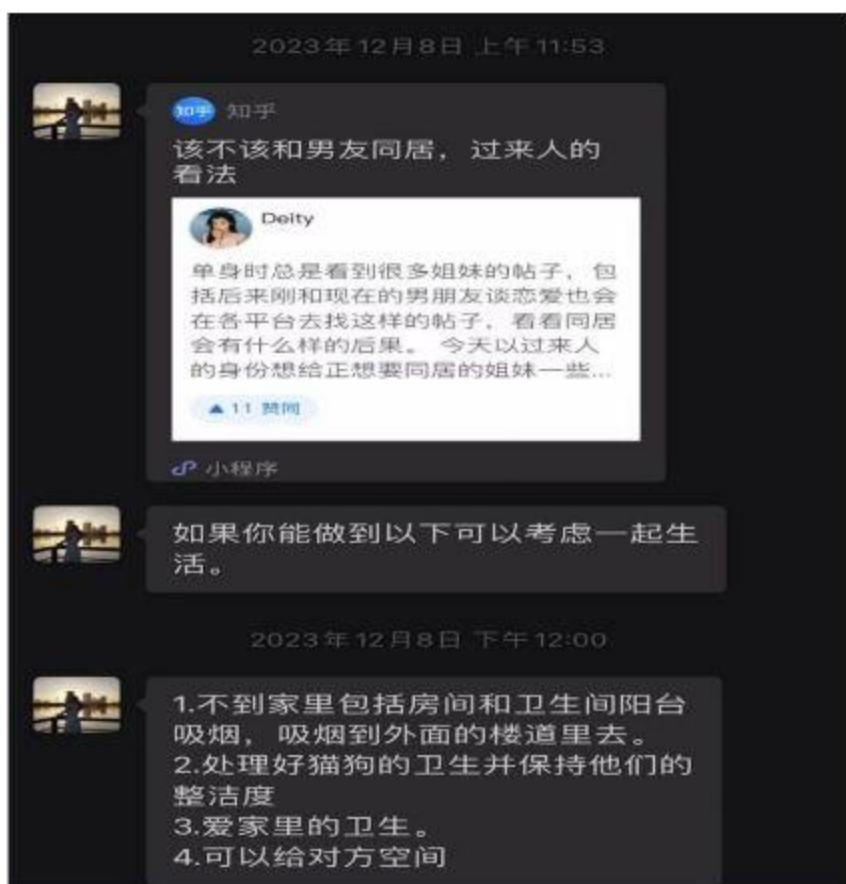 2023年12月8日 上午11:53
知乎 知乎
该不该和男友同居，过来人的
看法
Deity
单身时总是看到很多姐妹的帖子，包
括后来刚和现在的男朋友谈恋爱也会
在各平台去找这样的帖子，看看同居
会有什么样的后果。 今天以过来人
的身份想给正想要同居的姐妹一些...
▲ 11 赞同
小程序
如果你能做到以下可以考虑一起生
活。
2023年12月8日 下午12:00
1.不到家里包括房间和卫生间阳台
吸烟，吸烟到外面的楼道里去。
2.处理好猫狗的卫生并保持他们的
整洁度
3.爱家里的卫生。
4.可以给对方空间